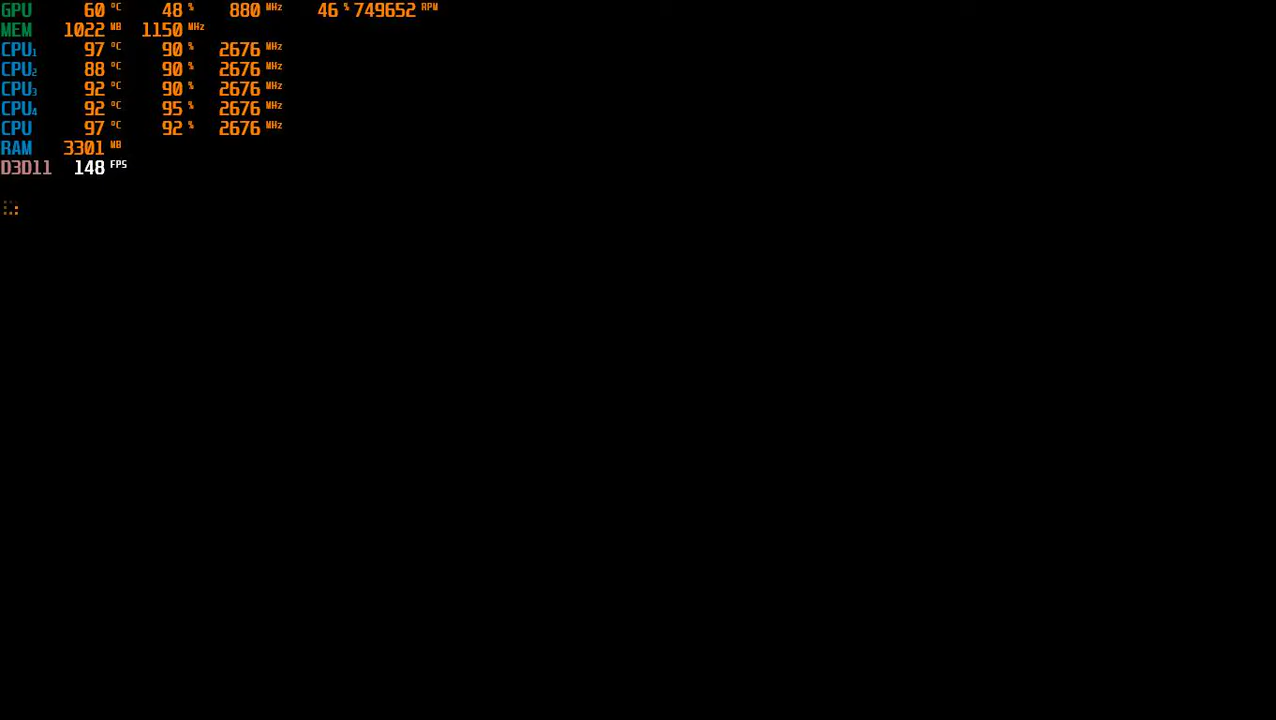 GPU 60 °C 48 % 880 MHz 46 % 749652 RPM
MEM 1022 MB 1150 MHz
CPU1 97 °C 90 % 2676 MHz
CPU2 88 °C 90 % 2676 MHz
CPU3 92 °C 90 % 2676 MHz
CPU4 92 °C 95 % 2676 MHz
CPU 97 °C 92 % 2676 MHz
RAM 3301 MB
D3D11 148 FPS